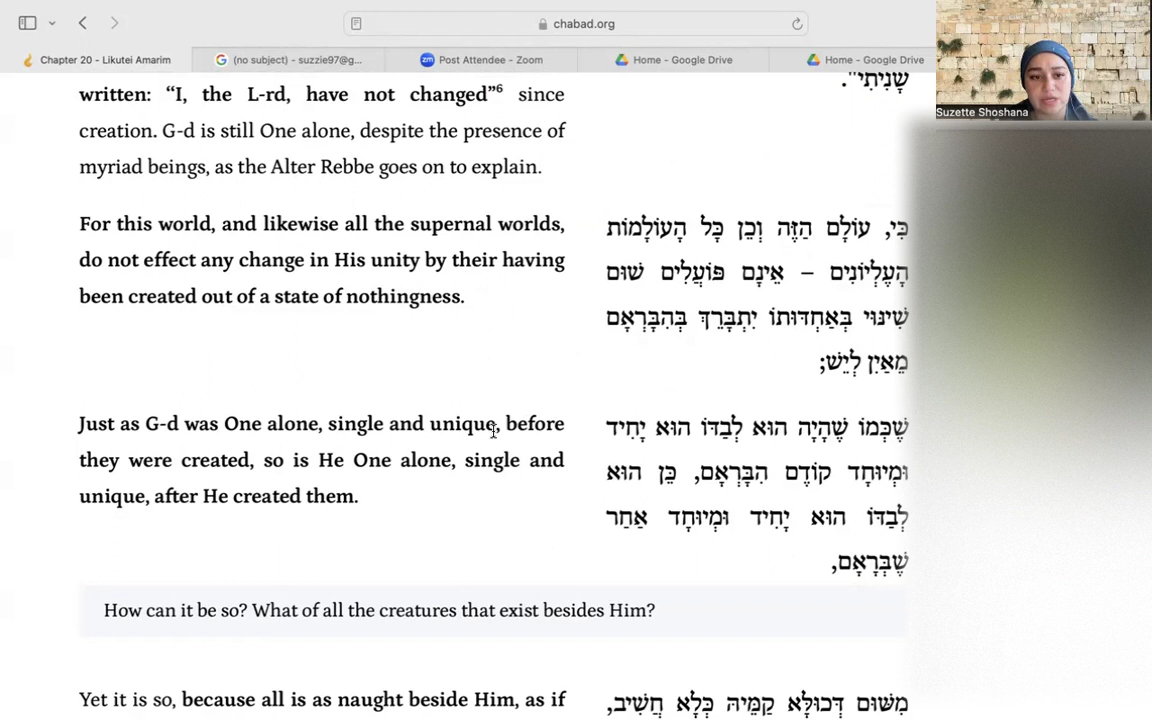 chabad.org
Chapter 20 - Likutei Amarim
(no subject) - suzzie97@g...
Post Attendee - Zoom
Home - Google Drive
Home - Google Drive
Suzette Shoshana
written: “I, the L-rd, have not changed”6 since
creation. G-d is still One alone, despite the presence of
myriad beings, as the Alter Rebbe goes on to explain.
שָׁנִיתִי".
For this world, and likewise all the supernal worlds,
do not effect any change in His unity by their having
been created out of a state of nothingness.
כִּי, עוֹלָם הַזֶּה וְכֵן כָּל הָעוֹלָמוֹת
הָעֶלְיוֹנִים – אֵינָם פּוֹעֲלִים שׁוּם
שִׁינּוּי בְּאַחְדּוּתוֹ יִתְבָּרֵךְ בְּהִבָּרְאָם
מֵאַיִן לְיֵשׁ;
Just as G-d was One alone, single and unique, before
they were created, so is He One alone, single and
unique, after He created them.
שֶׁכְּמוֹ שֶׁהָיָה הוּא לְבַדּוֹ הוּא יָחִיד
וּמְיוּחָד קוֹדֶם הִבָּרְאָם, כֵּן הוּא
לְבַדּוֹ הוּא יָחִיד וּמְיוּחָד אַחַר
שֶׁבְּרָאָם,
How can it be so? What of all the creatures that exist besides Him?
Yet it is so, because all is as naught beside Him, as if
מִשּׁוּם דְּכוּלָּא קַמֵּיהּ כְּלָא חֲשִׁיב,